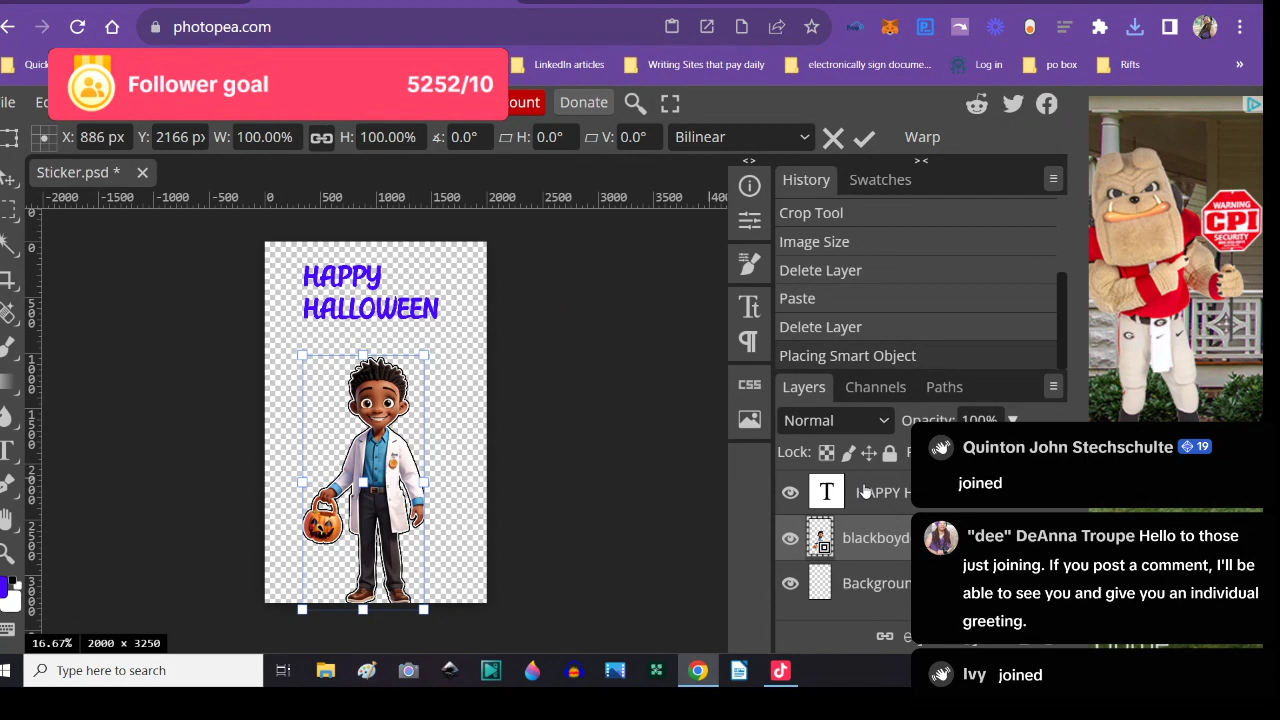 photopea.com
Quick
LinkedIn articles
Writing Sites that pay daily
electronically sign docume...
Log in
po box
Rifts
»
Follower goal
5252/10
ile
Ec
ount
Donate
X: 886 px
Y: 2166 px
W: 100.00%
H: 100.00%
∡: 0.0°
H: 0.0°
V: 0.0°
Bilinear
Warp
Sticker.psd *
< >
> <
History
Swatches
-2000
-1500
-1000
-500
0
500
1000
1500
2000
2500
3000
3500
Crop Tool
Image Size
Delete Layer
Paste
Delete Layer
Placing Smart Object
HAPPY
HALLOWEEN
WARNING
CPI
SECURITY
CSS
Layers
Channels
Paths
Normal
Opacity:
100%
Lock:
T
HAPPY H
blackboyd
Backgroun
Quinton John Stechschulte 19
joined
"dee" DeAnna Troupe Hello to those
just joining. If you post a comment, I'll be
able to see you and give you an individual
greeting.
Ivy joined
16.67%
2000 x 3250
Type here to search